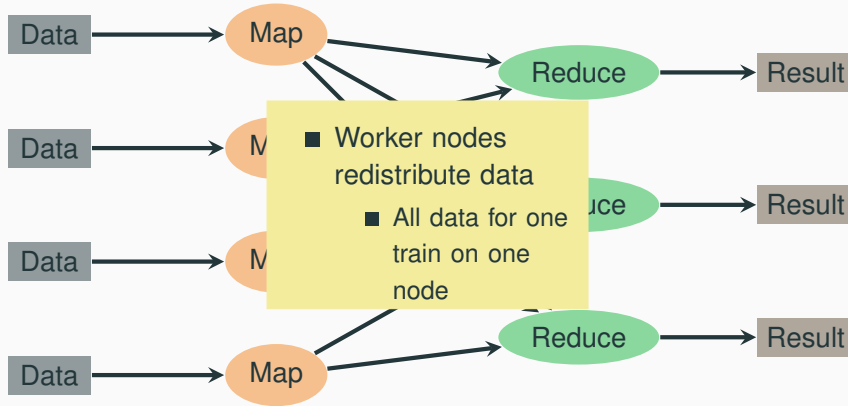 Data
Map
Reduce
Result
Data
Worker nodes
redistribute data
All data for one
train on one
node
Result
Data
Data
Map
Reduce
Result